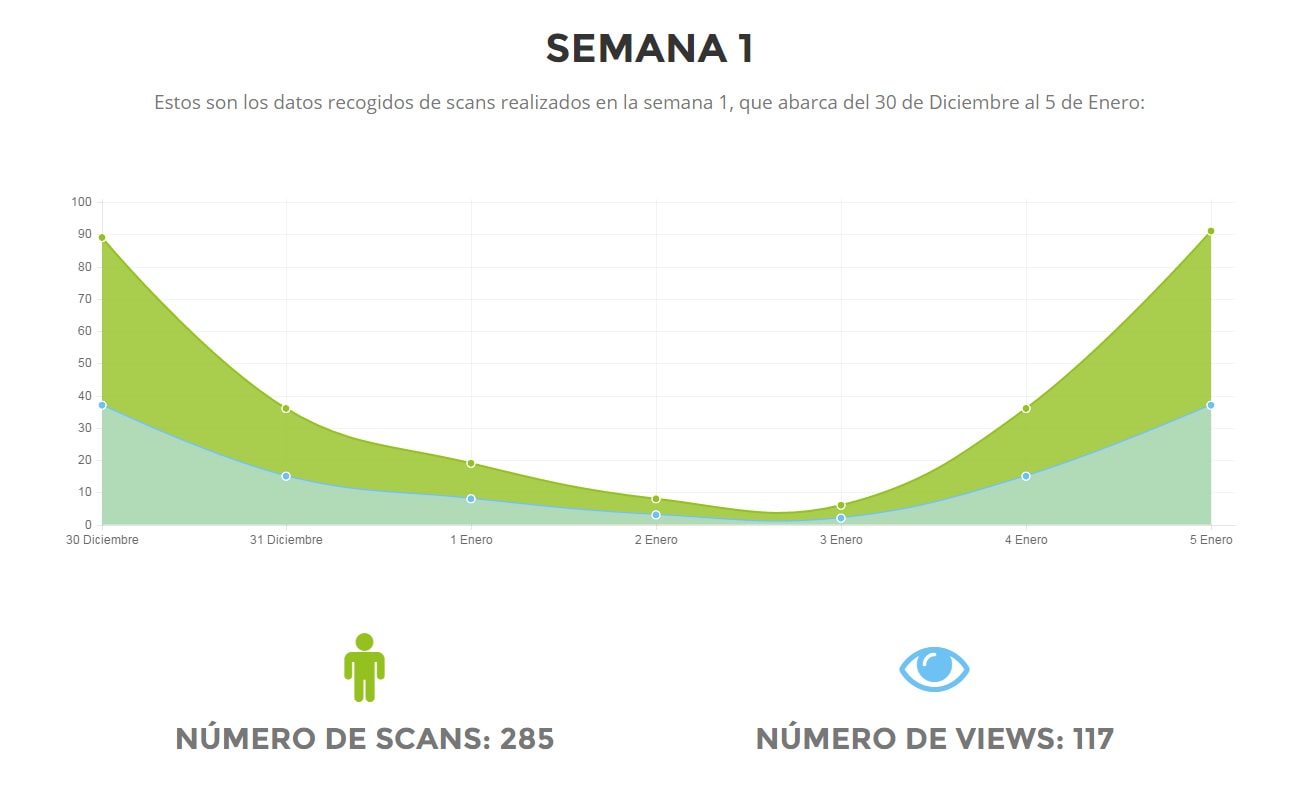 SEMANA 1
Estos son los datos recogidos de scans realizados en la semana 1, que abarca del 30 de Diciembre al 5 de Enero:
100
90
80
70
60
50
40
30
20
10
0
30 Diciembre 31 Diciembre 1 Enero 2 Enero 3 Enero 4 Enero 5 Enero
NÚMERO DE SCANS: 285 NÚMERO DE VIEWS: 117